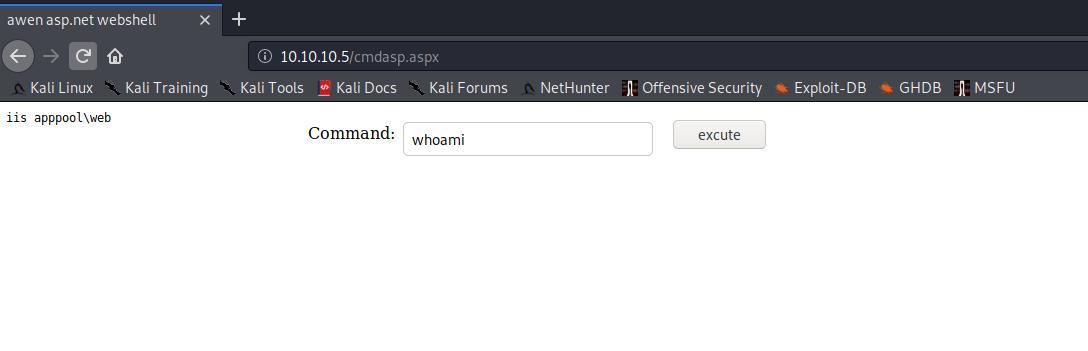 awen asp.net webshell
10.10.10.5/cmdasp.aspx
Kali Linux Kali Training Kali Tools Kali Docs Kali Forums NetHunter Offensive Security Exploit-DB GHDB MSFU
iis apppool\web
Command: whoami excute